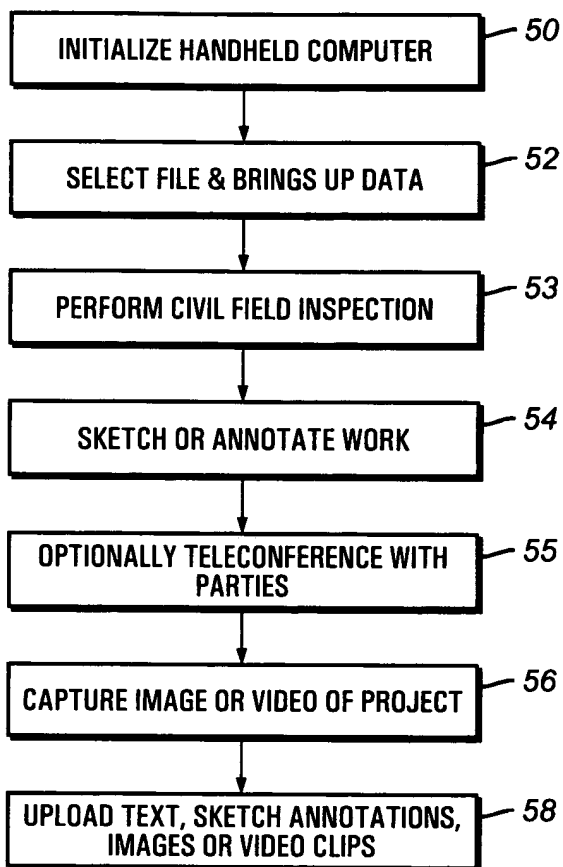 INITIALIZE HANDHELD COMPUTER
50
SELECT FILE & BRINGS UP DATA
52
PERFORM CIVIL FIELD INSPECTION
53
SKETCH OR ANNOTATE WORK
54
OPTIONALLY TELECONFERENCE WITH
PARTIES
55
CAPTURE IMAGE OR VIDEO OF PROJECT
56
UPLOAD TEXT, SKETCH ANNOTATIONS,
IMAGES OR VIDEO CLIPS
58